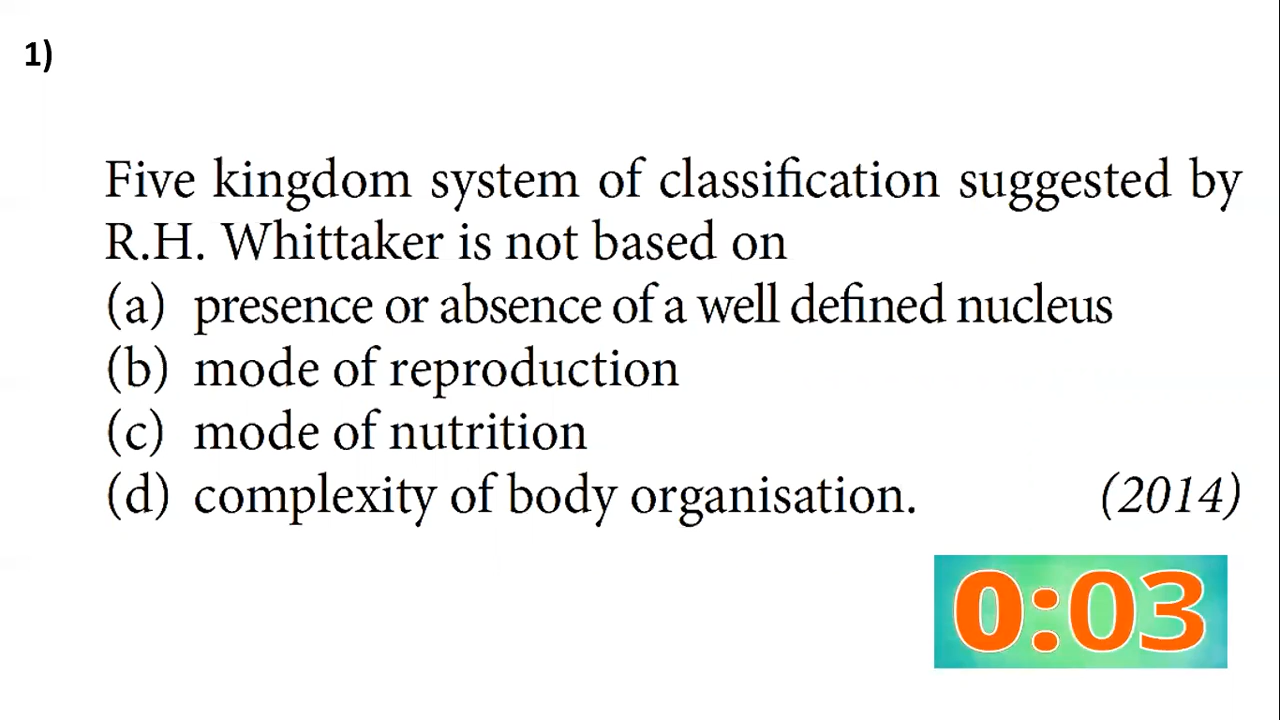 1)
Five kingdom system of classification suggested by
R.H. Whittaker is not based on
(a) presence or absence of a well defined nucleus
(b) mode of reproduction
(c) mode of nutrition
(d) complexity of body organisation. (2014)
0:03